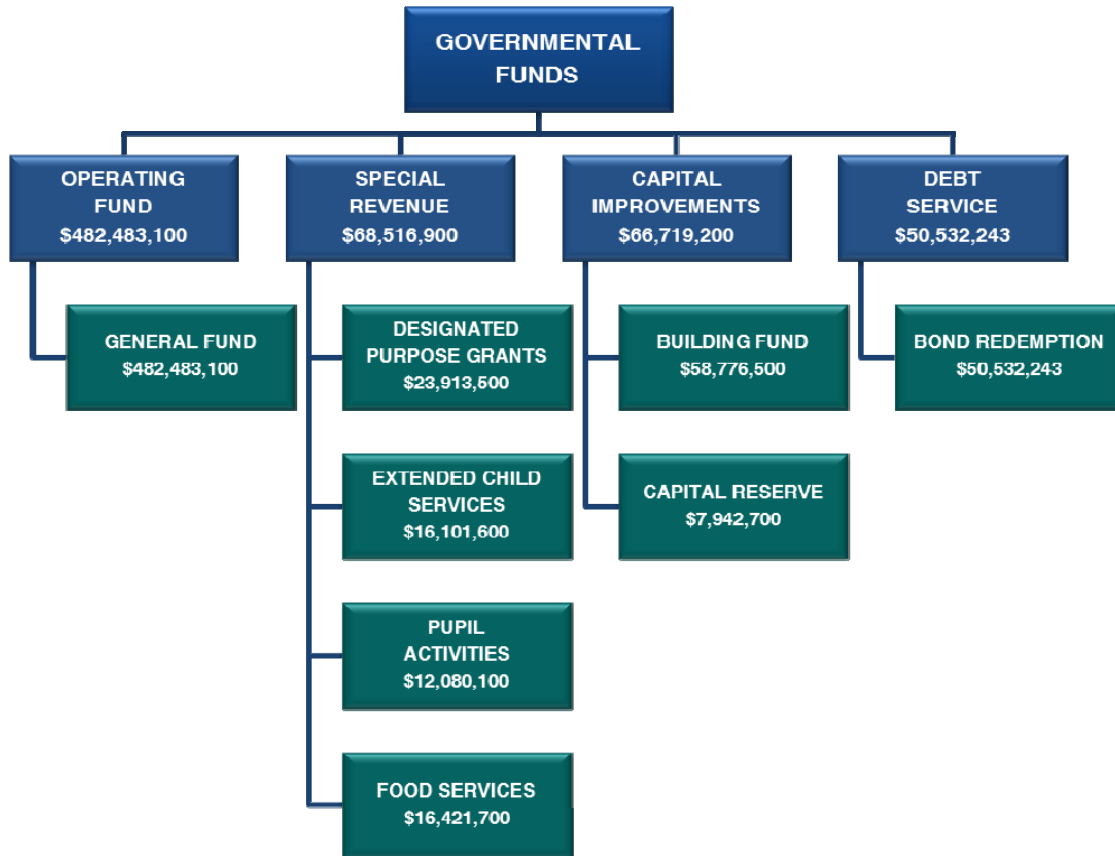 GOVERNMENTAL
FUNDS
OPERATING
FUND
$482,483,100
SPECIAL
REVENUE
$68,516,900
CAPITAL
IMPROVEMENTS
$66,719,200
DEBT
SERVICE
$50,532,243
GENERAL FUND
$482,483,100
DESIGNATED
PURPOSE GRANTS
$23,913,500
BUILDING FUND
$58,776,500
BOND REDEMPTION
$50,532,243
EXTENDED CHILD
SERVICES
$16,101,600
CAPITAL RESERVE
$7,942,700
PUPIL
ACTIVITIES
$12,080,100
FOOD SERVICES
$16,421,700